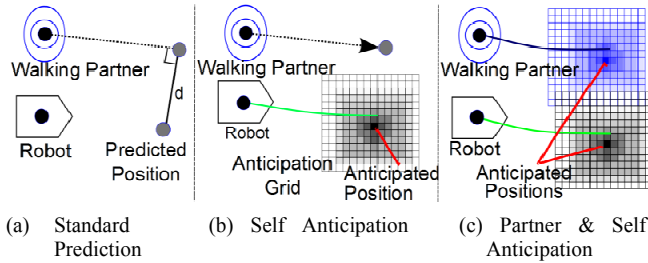 Walking Partner
d
Robot
Predicted
Position
(a) Standard
Prediction
Walking Partner
Robot
Anticipation
Grid
Anticipated
Position
(b) Self Anticipation
Walking Partner
Robot
Anticipated
Positions
(c) Partner & Self
Anticipation